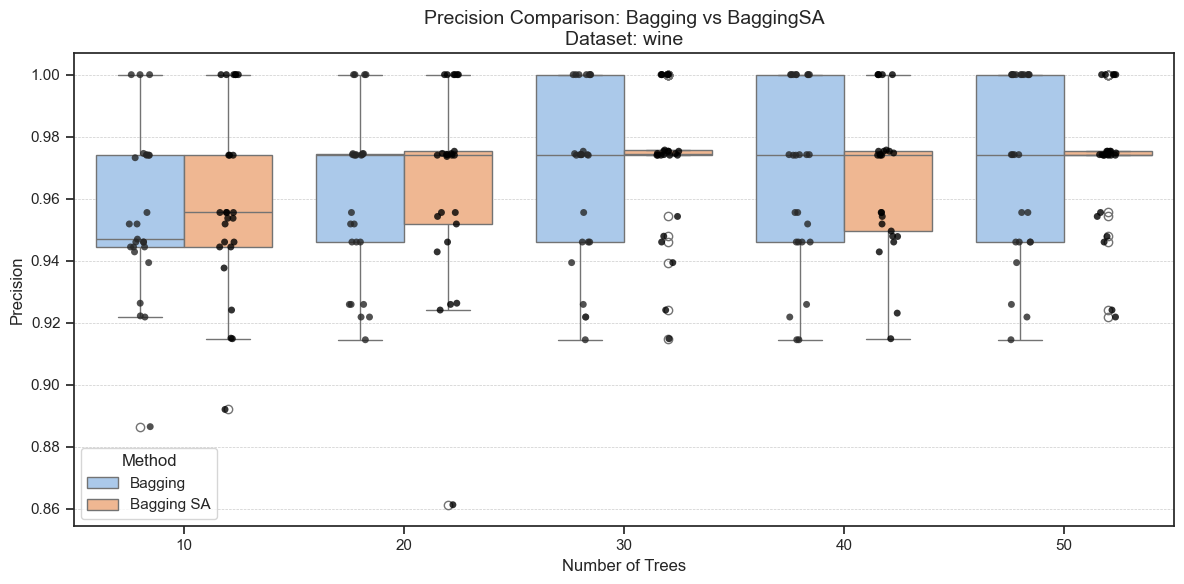 Precision Comparison: Bagging vs BaggingSA
Dataset: wine
Precision
1.00
0.98
0.96
0.94
0.92
0.90
0.88
0.86
Method
Bagging
Bagging SA
10
20
30
40
50
Number of Trees